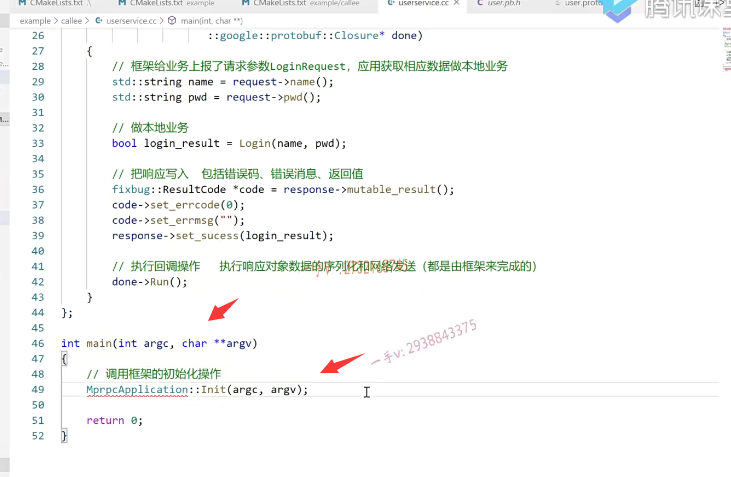 CMakeLists.txt .\
CMakeLists.txt example
CMakeLists.txt example/callee
userservice.cc
user.pb.h
user.proto
腾讯课堂
example > callee > userservice.cc > main(int, char **)
26 ::google::protobuf::Closure* done)
27 {
28 // 框架给业务上报了请求参数LoginRequest，应用获取相应数据做本地业务
29 std::string name = request->name();
30 std::string pwd = request->pwd();
31
32 // 做本地业务
33 bool login_result = Login(name, pwd);
34
35 // 把响应写入 包括错误码、错误消息、返回值
36 fixbug::ResultCode *code = response->mutable_result();
37 code->set_errcode(0);
38 code->set_errmsg("");
39 response->set_sucess(login_result);
40
41 // 执行回调操作 执行响应对象数据的序列化和网络发送（都是由框架来完成的）
42 done->Run();
43 }
44 };
45
46 int main(int argc, char **argv)
47 {
48 // 调用框架的初始化操作
49 MprpcApplication::Init(argc, argv);
50
51 return 0;
52 }
一手v:2938843375